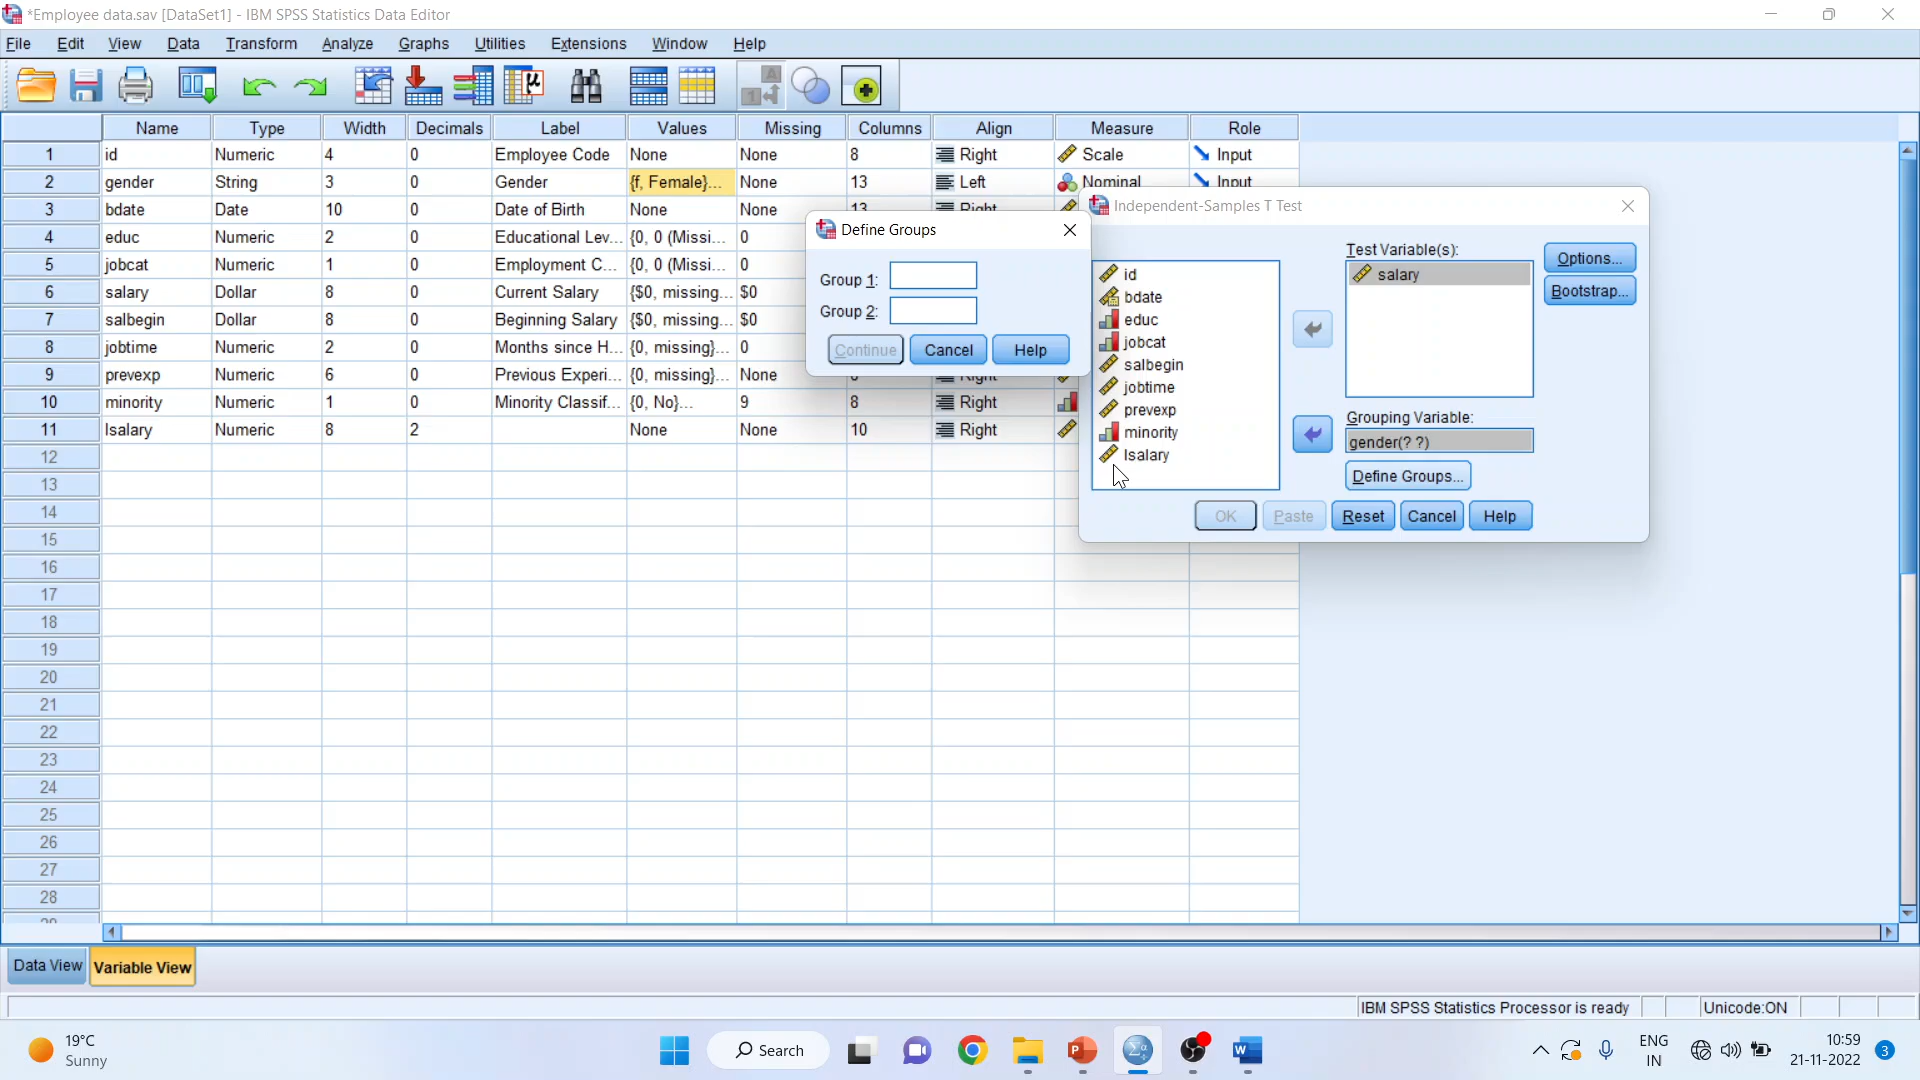 *Employee data.sav [DataSet1] - IBM SPSS Statistics Data Editor
File Edit View Data Transform Analyze Graphs Utilities Extensions Window Help
Name Type Width Decimals Label Values Missing Columns Align Measure Role
1 id Numeric 4 0 Employee Code None None 8 Right Scale Input
2 gender String 3 0 Gender {f, Female}... None 13 Left Nominal Input
3 bdate Date 10 0 Date of Birth None None 13 Right
4 educ Numeric 2 0 Educational Lev... {0, 0 (Missi... 0
5 jobcat Numeric 1 0 Employment C... {0, 0 (Missi... 0
6 salary Dollar 8 0 Current Salary {$0, missing... $0
7 salbegin Dollar 8 0 Beginning Salary {$0, missing... $0
8 jobtime Numeric 2 0 Months since H... {0, missing}... 0
9 prevexp Numeric 6 0 Previous Experi... {0, missing}... None Right
10 minority Numeric 1 0 Minority Classif... {0, No}... 9 8 Right
11 lsalary Numeric 8 2 None None 10 Right
12
13
14
15
16
17
18
19
20
21
22
23
24
25
26
27
28
29
Define Groups
Group 1:
Group 2:
Continue Cancel Help
Independent-Samples T Test
id
bdate
educ
jobcat
salbegin
jobtime
prevexp
minority
lsalary
Test Variable(s):
salary
Options...
Bootstrap...
Grouping Variable:
gender(? ?)
Define Groups...
OK Paste Reset Cancel Help
Data View Variable View
IBM SPSS Statistics Processor is ready Unicode:ON
19°C
Sunny
Search
ENG
IN
10:59
21-11-2022
3